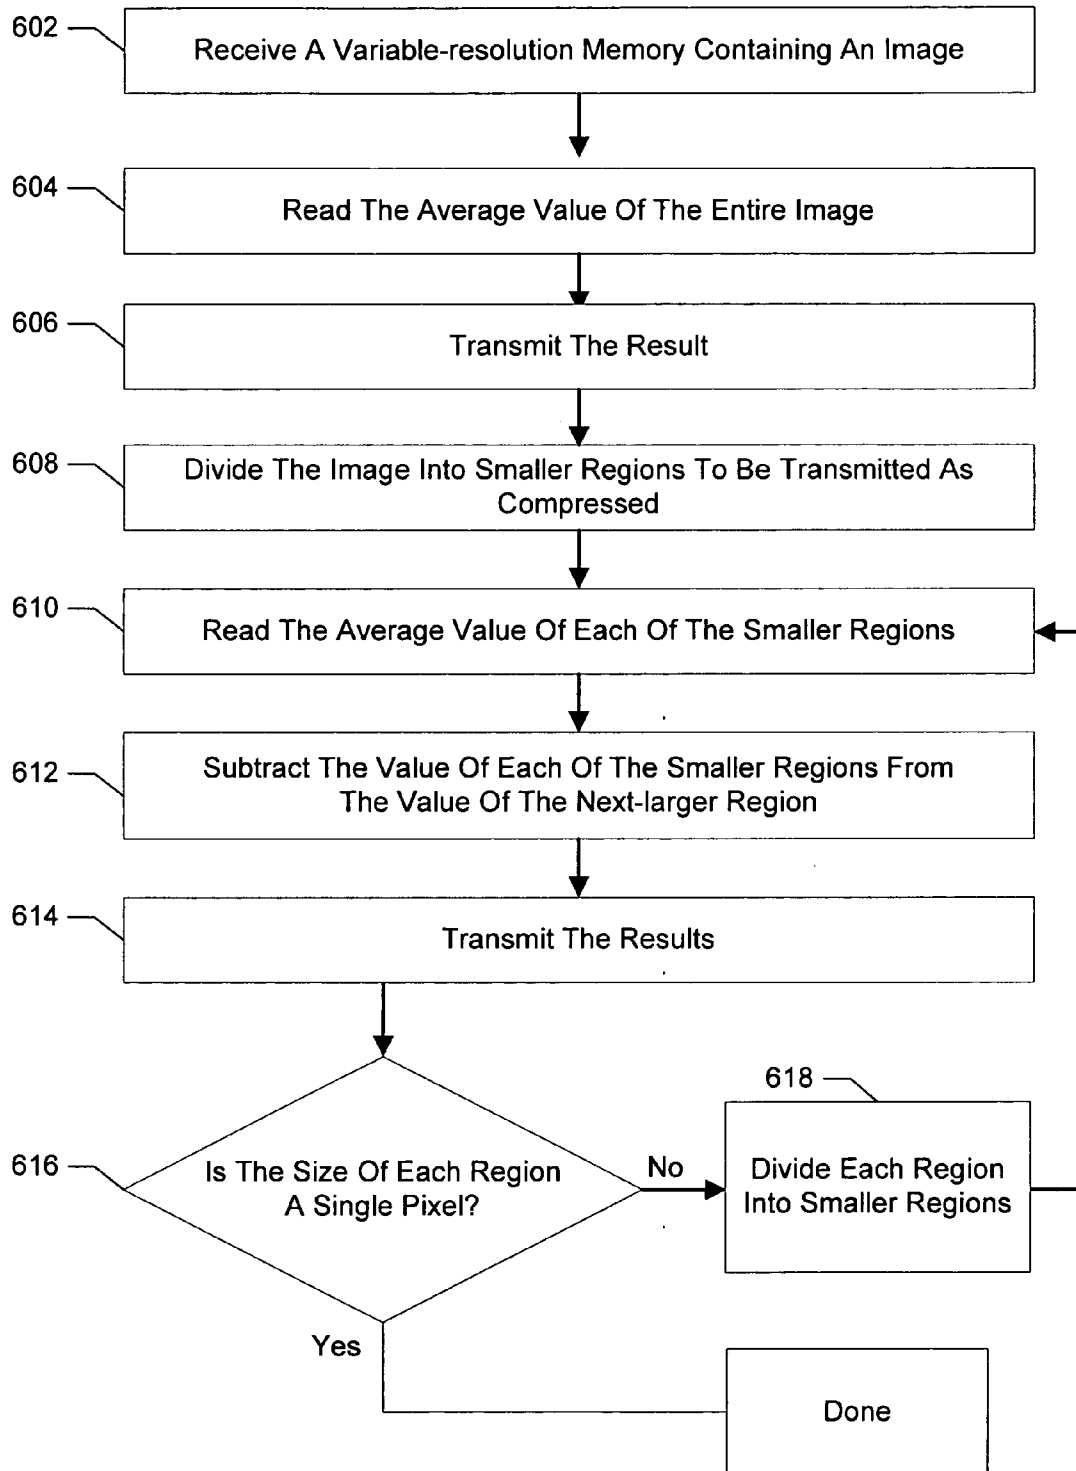 602
Receive A Variable-resolution Memory Containing An Image
604
Read The Average Value Of The Entire Image
606
Transmit The Result
608
Divide The Image Into Smaller Regions To Be Transmitted As
Compressed
610
Read The Average Value Of Each Of The Smaller Regions
612
Subtract The Value Of Each Of The Smaller Regions From
The Value Of The Next-larger Region
614
Transmit The Results
616
Is The Size Of Each Region
A Single Pixel?
No
618
Divide Each Region
Into Smaller Regions
Yes
Done